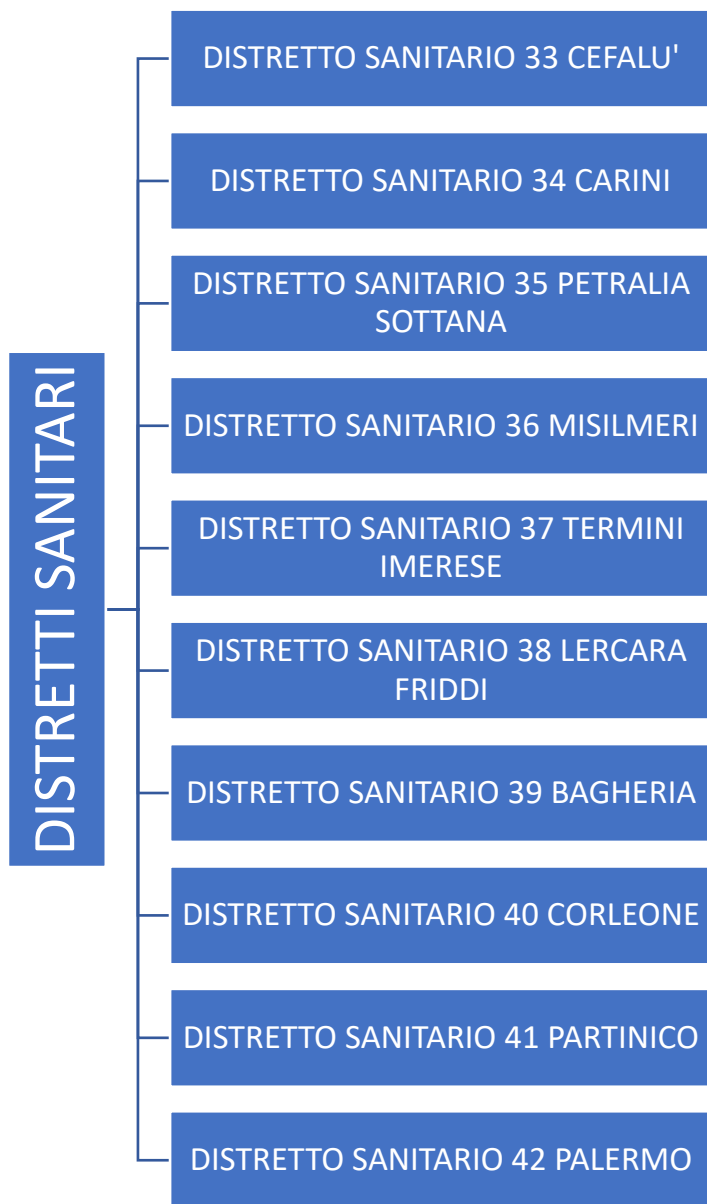 DISTRETTI SANITARI
DISTRETTO SANITARIO 33 CEFALU'
DISTRETTO SANITARIO 34 CARINI
DISTRETTO SANITARIO 35 PETRALIA
SOTTANA
DISTRETTO SANITARIO 36 MISILMERI
DISTRETTO SANITARIO 37 TERMINI
IMERESE
DISTRETTO SANITARIO 38 LERCARA
FRIDDI
DISTRETTO SANITARIO 39 BAGHERIA
DISTRETTO SANITARIO 40 CORLEONE
DISTRETTO SANITARIO 41 PARTINICO
DISTRETTO SANITARIO 42 PALERMO